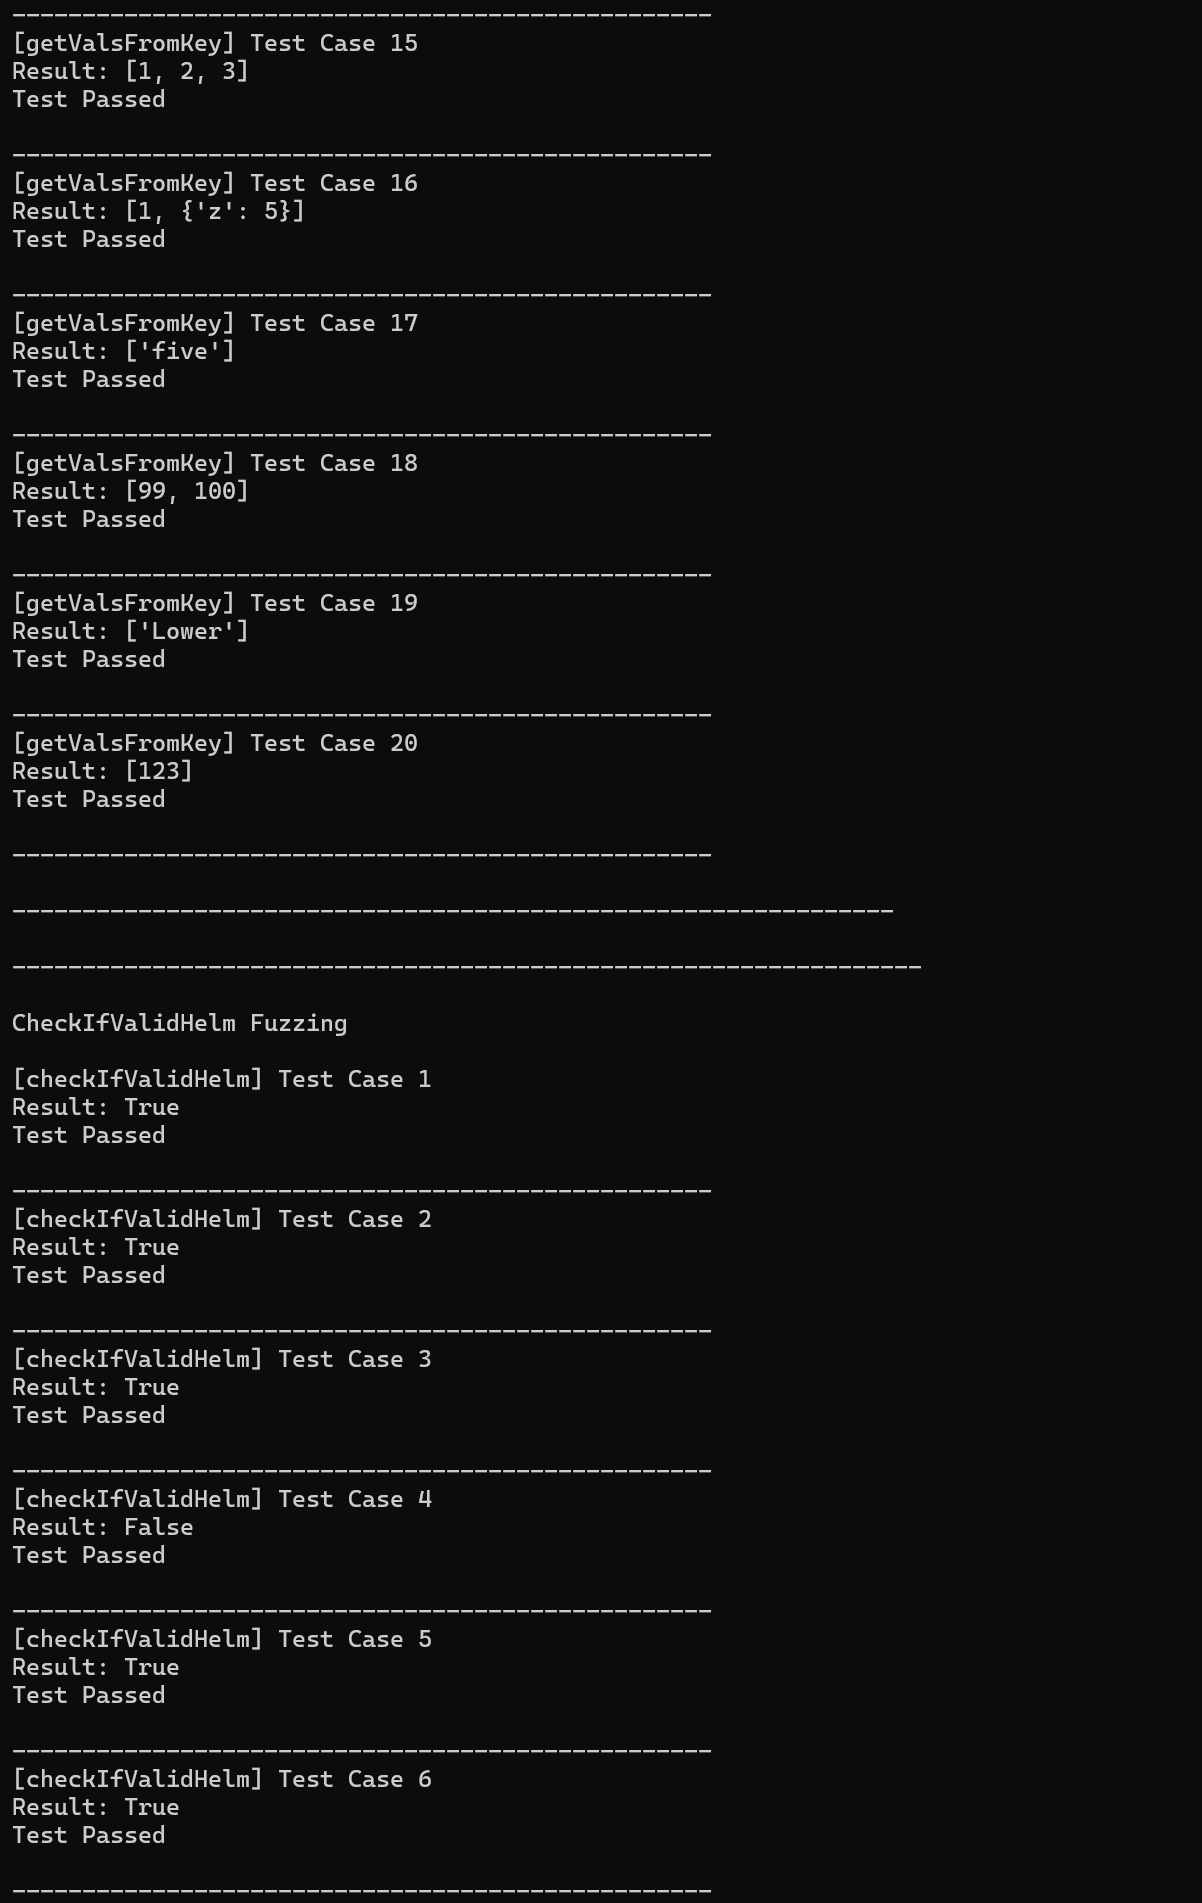 --------------------------------------------------
[getValsFromKey] Test Case 15
Result: [1, 2, 3]
Test Passed
--------------------------------------------------
[getValsFromKey] Test Case 16
Result: [1, {'z': 5}]
Test Passed
--------------------------------------------------
[getValsFromKey] Test Case 17
Result: ['five']
Test Passed
--------------------------------------------------
[getValsFromKey] Test Case 18
Result: [99, 100]
Test Passed
--------------------------------------------------
[getValsFromKey] Test Case 19
Result: ['Lower']
Test Passed
--------------------------------------------------
[getValsFromKey] Test Case 20
Result: [123]
Test Passed
--------------------------------------------------
---------------------------------------------------------------
-----------------------------------------------------------------
CheckIfValidHelm Fuzzing
[checkIfValidHelm] Test Case 1
Result: True
Test Passed
--------------------------------------------------
[checkIfValidHelm] Test Case 2
Result: True
Test Passed
--------------------------------------------------
[checkIfValidHelm] Test Case 3
Result: True
Test Passed
--------------------------------------------------
[checkIfValidHelm] Test Case 4
Result: False
Test Passed
--------------------------------------------------
[checkIfValidHelm] Test Case 5
Result: True
Test Passed
--------------------------------------------------
[checkIfValidHelm] Test Case 6
Result: True
Test Passed
--------------------------------------------------